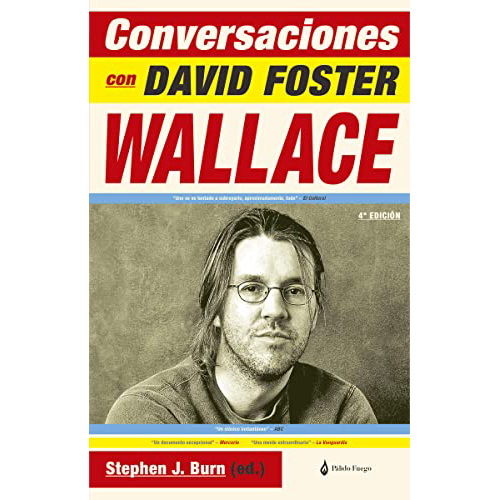 Conversaciones
con DAVID FOSTER
WALLACE
"Uno se ve tentado a subrayarlo, aproximadamente, todo" – El Cultural
4ª EDICIÓN
"Un clásico instantáneo" – ABC
"Un documento excepcional" – Mercurio "Una mente extraordinaria" – La Vanguardia
Stephen J. Burn (ed.)
Pálido Fuego